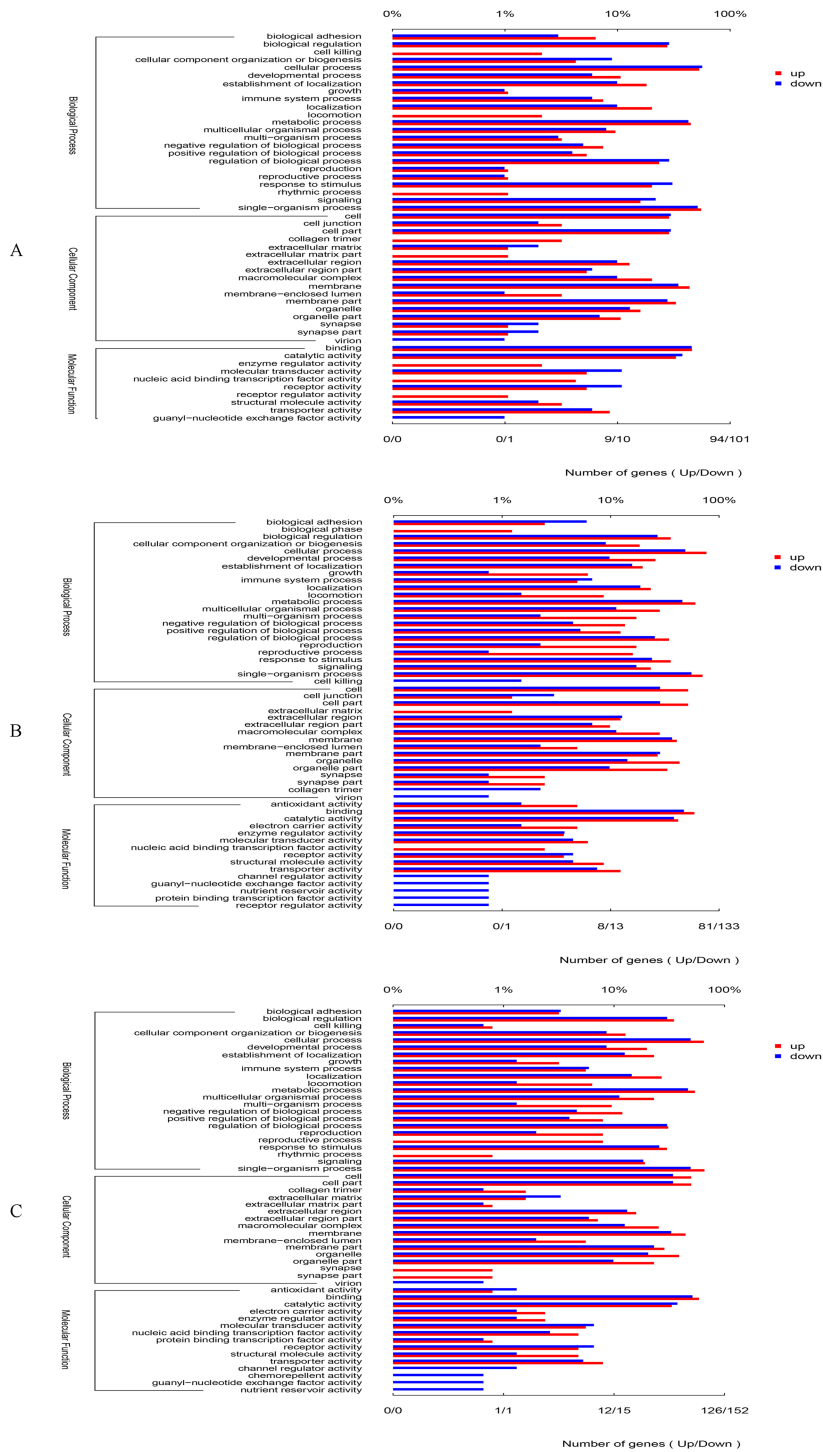 0% 1% 10% 100%
biological adhesion
biological regulation
cell killing
cellular component organization or biogenesis
cellular process
developmental process
establishment of localization
growth
immune system process
localization
locomotion
metabolic process
multicellular organismal process
multi−organism process
negative regulation of biological process
positive regulation of biological process
regulation of biological process
reproduction
reproductive process
response to stimulus
rhythmic process
signaling
single−organism process
cell
cell junction
cell part
collagen trimer
extracellular matrix
extracellular matrix part
extracellular region
extracellular region part
macromolecular complex
membrane
membrane−enclosed lumen
membrane part
organelle
organelle part
synapse
synapse part
virion
binding
catalytic activity
enzyme regulator activity
molecular transducer activity
nucleic acid binding transcription factor activity
receptor activity
receptor regulator activity
structural molecule activity
transporter activity
guanyl−nucleotide exchange factor activity
Biological Process
Cellular Component
Molecular Function
A
up
down
0/0 0/1 9/10 94/101
Number of genes ( Up/Down )
0% 1% 10% 100%
biological adhesion
biological phase
biological regulation
cellular component organization or biogenesis
cellular process
developmental process
establishment of localization
growth
immune system process
localization
locomotion
metabolic process
multicellular organismal process
multi−organism process
negative regulation of biological process
positive regulation of biological process
regulation of biological process
reproduction
reproductive process
response to stimulus
signaling
single−organism process
cell killing
cell
cell junction
cell part
extracellular matrix
extracellular region
extracellular region part
macromolecular complex
membrane
membrane−enclosed lumen
membrane part
organelle
organelle part
synapse
synapse part
collagen trimer
virion
antioxidant activity
binding
catalytic activity
electron carrier activity
enzyme regulator activity
molecular transducer activity
nucleic acid binding transcription factor activity
receptor activity
structural molecule activity
transporter activity
channel regulator activity
guanyl−nucleotide exchange factor activity
nutrient reservoir activity
protein binding transcription factor activity
receptor regulator activity
Biological Process
Cellular Component
Molecular Function
B
up
down
0/0 0/1 8/13 81/133
Number of genes ( Up/Down )
0% 1% 10% 100%
biological adhesion
biological regulation
cell killing
cellular component organization or biogenesis
cellular process
developmental process
establishment of localization
growth
immune system process
localization
locomotion
metabolic process
multicellular organismal process
multi−organism process
negative regulation of biological process
positive regulation of biological process
regulation of biological process
reproduction
reproductive process
response to stimulus
rhythmic process
signaling
single−organism process
cell
cell part
collagen trimer
extracellular matrix
extracellular matrix part
extracellular region
extracellular region part
macromolecular complex
membrane
membrane−enclosed lumen
membrane part
organelle
organelle part
synapse
synapse part
virion
antioxidant activity
binding
catalytic activity
electron carrier activity
enzyme regulator activity
molecular transducer activity
nucleic acid binding transcription factor activity
protein binding transcription factor activity
receptor activity
structural molecule activity
transporter activity
channel regulator activity
chemorepellent activity
guanyl−nucleotide exchange factor activity
nutrient reservoir activity
Biological Process
Cellular Component
Molecular Function
C
up
down
0/0 1/1 12/15 126/152
Number of genes ( Up/Down )